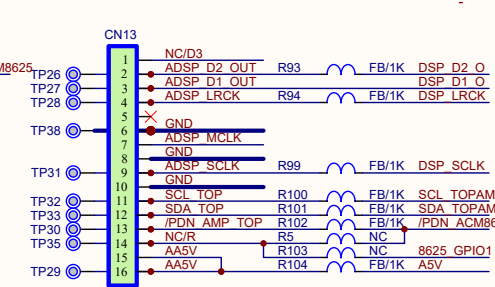 CN13
1 NC/D3
M8625 TP26 2 ADSP_D2_OUT R93 FB/1K DSP_D2_O
TP27 3 ADSP_D1_OUT DSP_D1_O
TP28 4 ADSP_LRCK R94 FB/1K DSP_LRCK
5
TP38 6 GND
7 ADSP_MCLK
8 GND
TP31 9 ADSP_SCLK R99 FB/1K DSP_SCLK
10 GND
TP32 11 SCL_TOP R100 FB/1K SCL_TOPAM
TP33 12 SDA_TOP R101 FB/1K SDA_TOPAM
TP30 13 /PDN_AMP_TOP R102 FB/1K /PDN_ACM86
TP35 14 NC/R R5 NC
15 AA5V R103 NC 8625_GPIO1
TP29 16 AA5V R104 FB/1K A5V